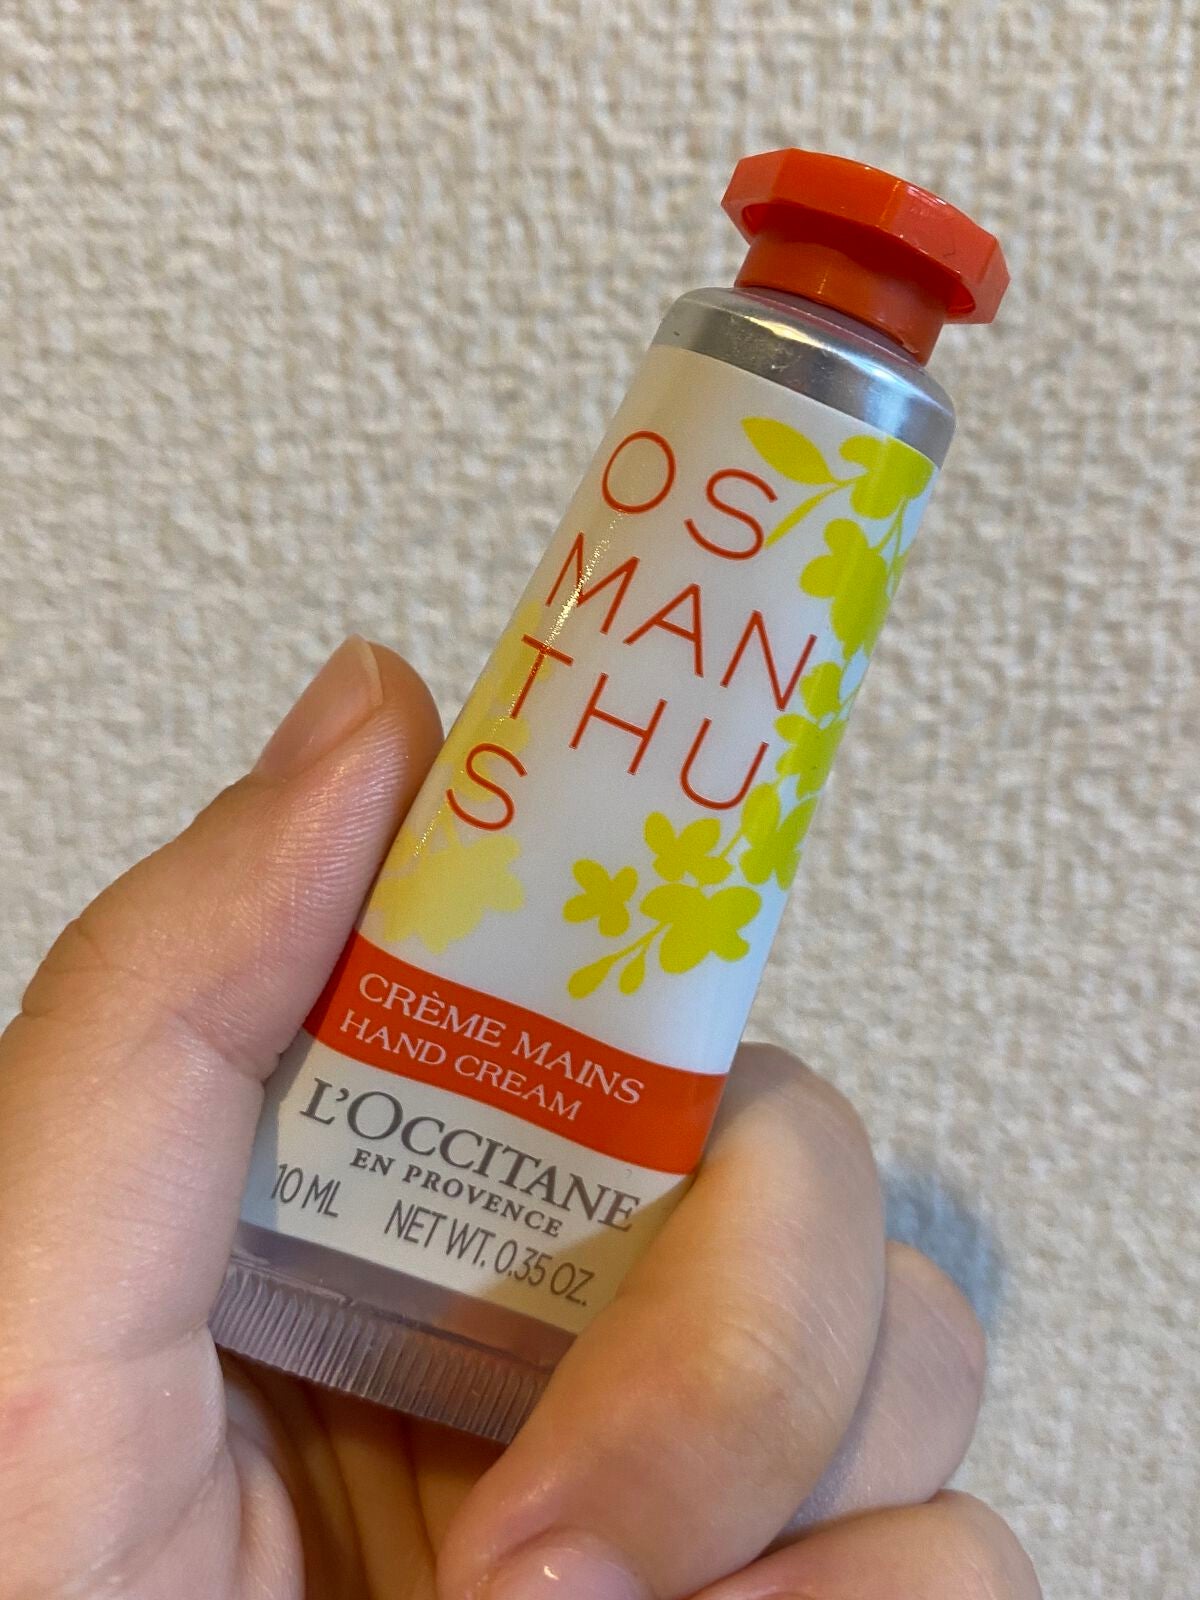 OS
MAN
THU
S
CRÈME MAINS
HAND CREAM
L'OCCITANE
EN PROVENCE
10 ML NET WT. 0.35 OZ.